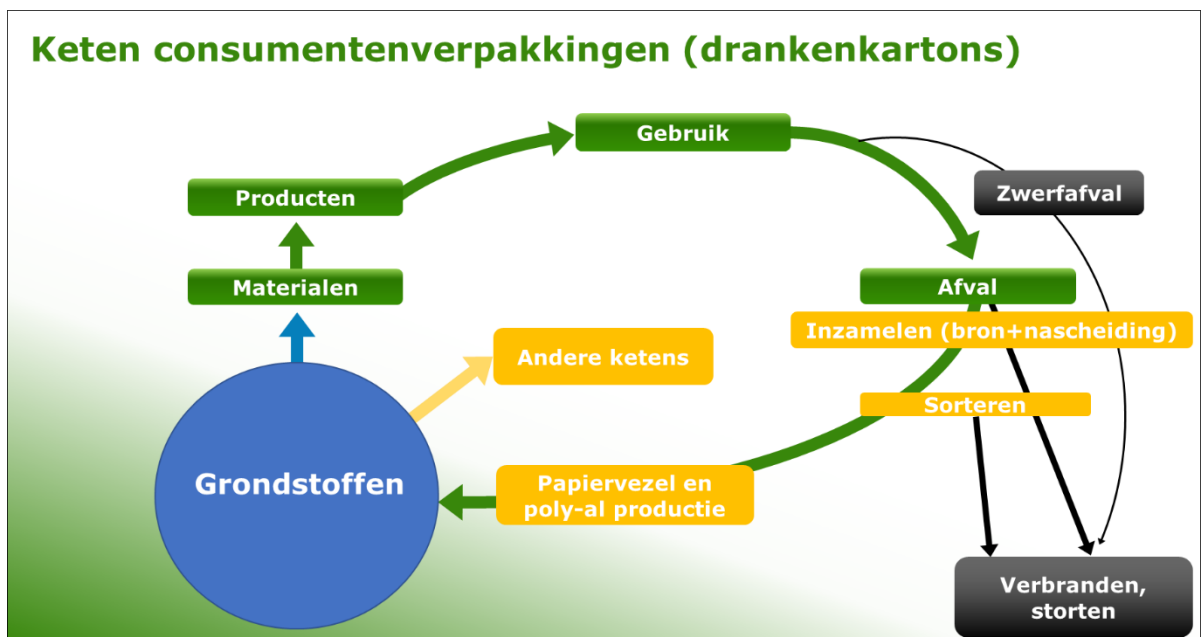 Keten consumentenverpakkingen (drankenkartons)
Gebruik
Producten
Zwerfafval
Materialen
Afval
Inzamelen (bron+nascheiding)
Andere ketens
Sorteren
Grondstoffen
Papiervezel en
poly-al productie
Verbranden,
storten